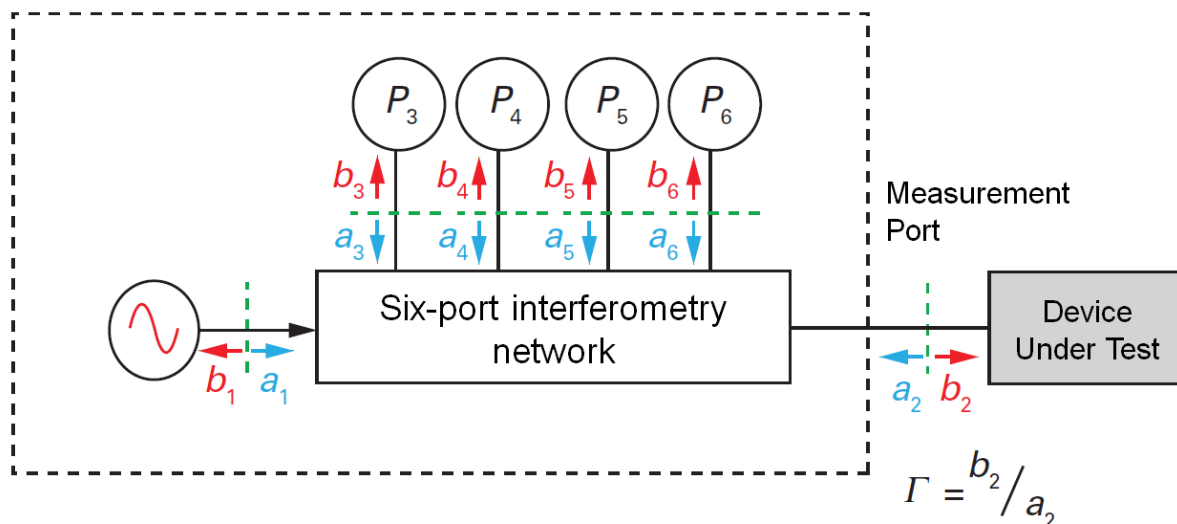 P3 P4 P5 P6
b3 b4 b5 b6
Measurement
Port
a3 a4 a5 a6
Six-port interferometry
network
Device
Under Test
b1 a1
a2 b2
Γ = b2/a2